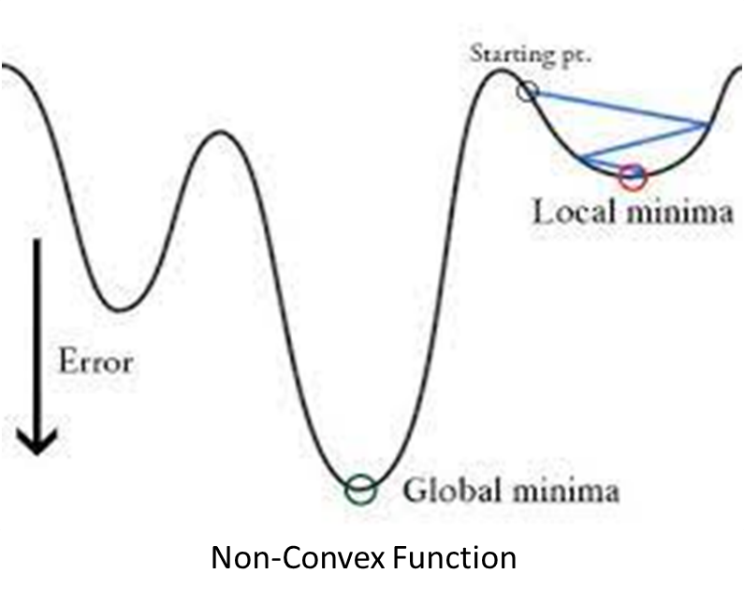 Starting pt.
Local minima
Error
Global minima
Non-Convex Function